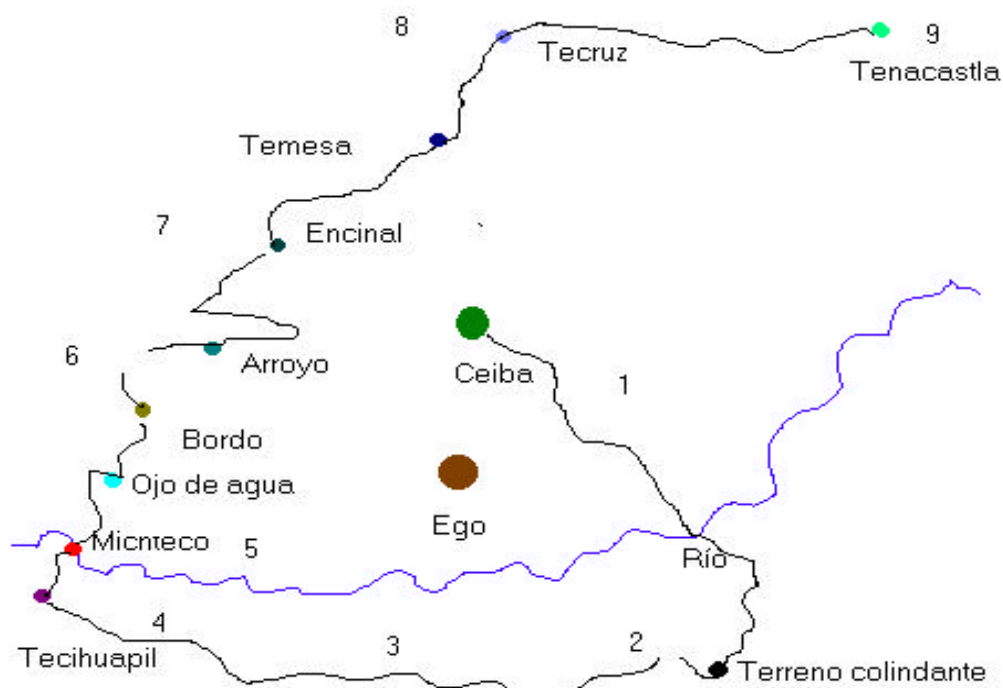 8
9
Tecruz
Tenacastla
Temesa
7
Encinal
6
Arroyo
Ceiba
1
Bordo
Ojo de agua
Ego
Micnteco
5
Río
4
3
2
Tecihuapil
Terreno colindante